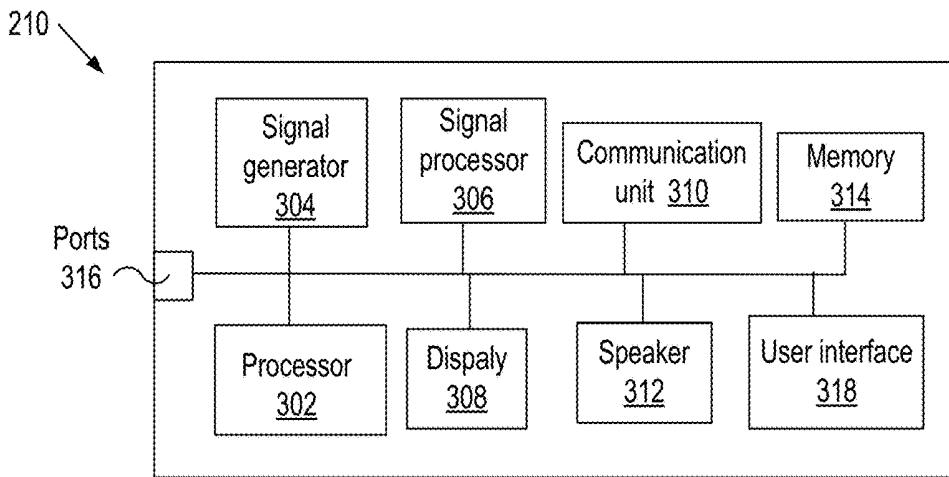 210
Signal
generator
304
Signal
processor
306
Communication
unit 310
Memory
314
Ports
316
Processor
302
Dispaly
308
Speaker
312
User interface
318